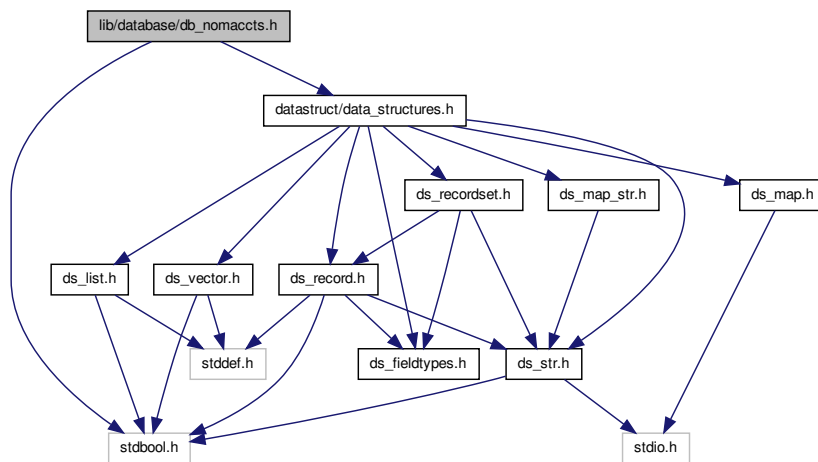 lib/database/db_nomaccts.h
datastruct/data_structures.h
ds_recordset.h
ds_map_str.h
ds_map.h
ds_list.h
ds_vector.h
ds_record.h
stddef.h
ds_fieldtypes.h
ds_str.h
stdbool.h
stdio.h